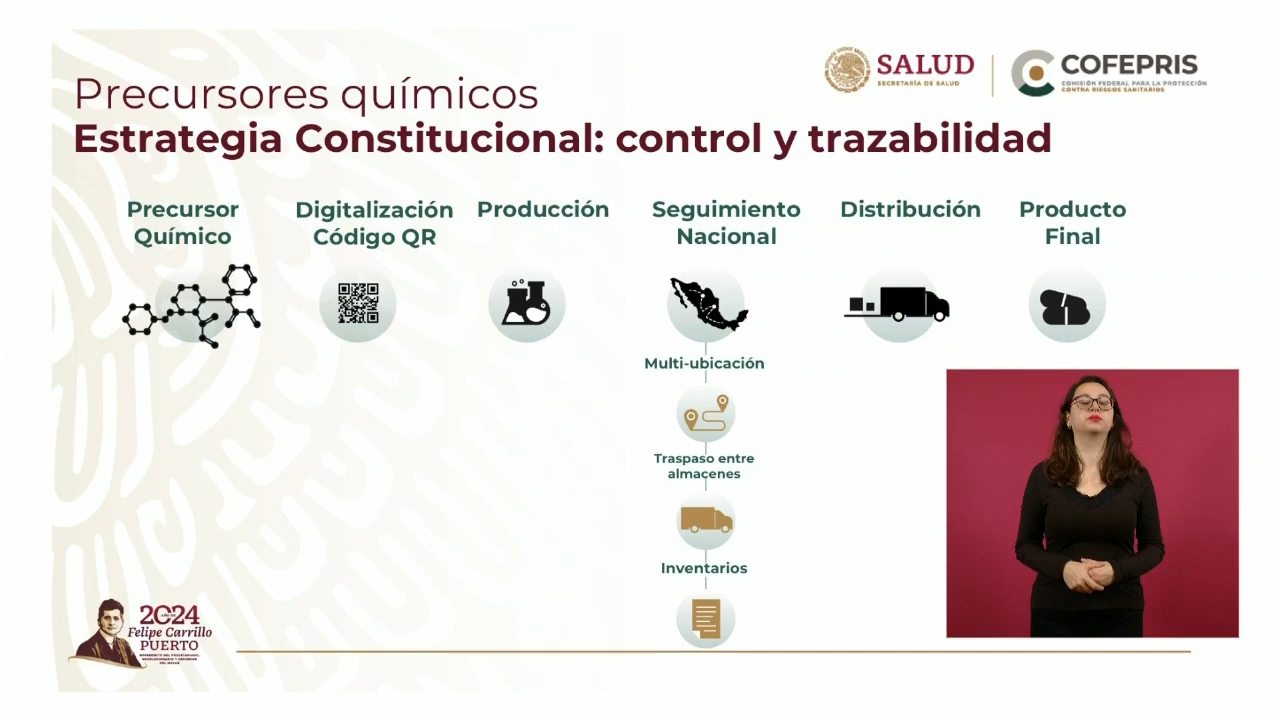 SALUD
SECRETARÍA DE SALUD
COFEPRIS
COMISIÓN FEDERAL PARA LA PROTECCIÓN
CONTRA RIESGOS SANITARIOS
Precursores químicos
Estrategia Constitucional: control y trazabilidad
Precursor
Químico
Digitalización
Código QR
Producción
Seguimiento
Nacional
Distribución
Producto
Final
Multi-ubicación
Traspaso entre
almacenes
Inventarios
2024
Felipe Carrillo
PUERTO